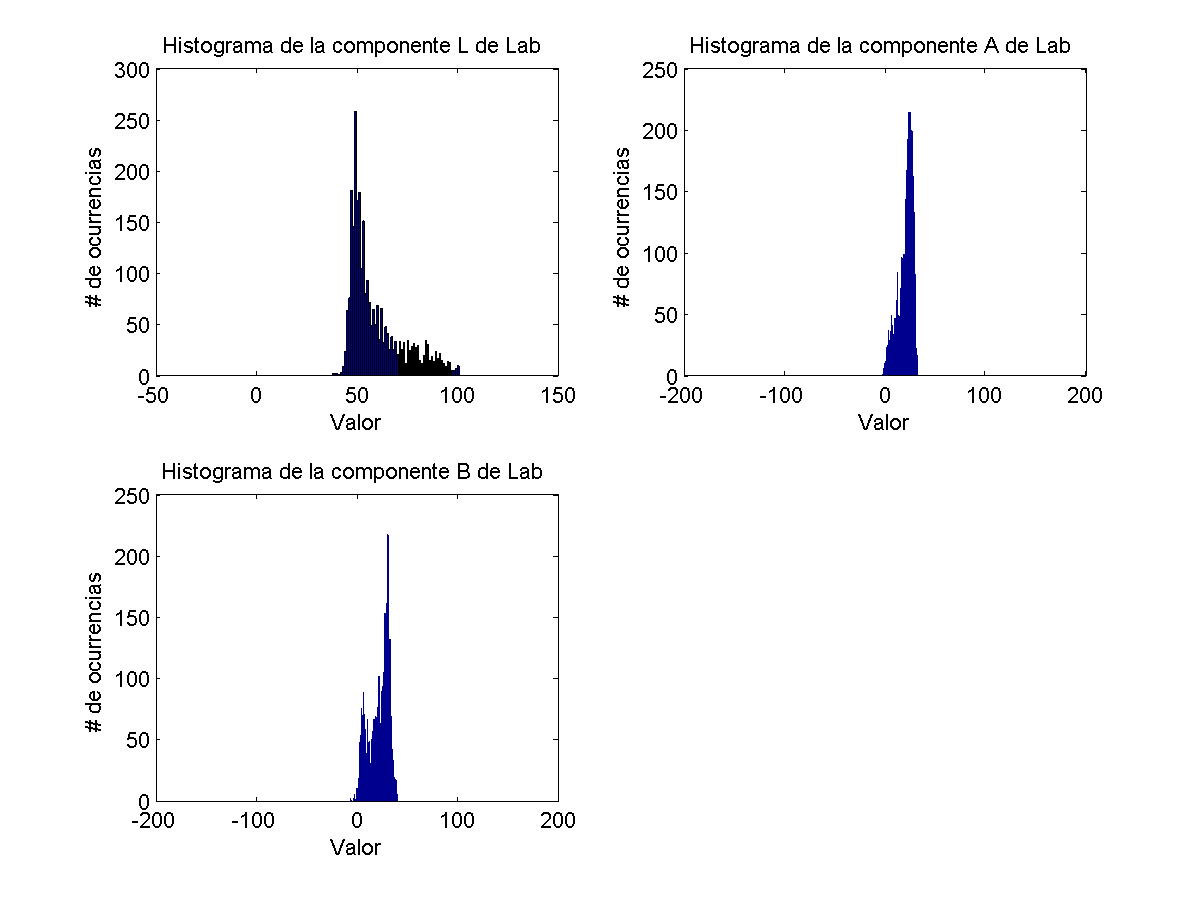 Histograma de la componente L de Lab
300
250
200
150
100
50
0
-50 0 50 100 150
# de ocurrencias
Valor
Histograma de la componente A de Lab
250
200
150
100
50
0
-200 -100 0 100 200
# de ocurrencias
Valor
Histograma de la componente B de Lab
250
200
150
100
50
0
-200 -100 0 100 200
# de ocurrencias
Valor